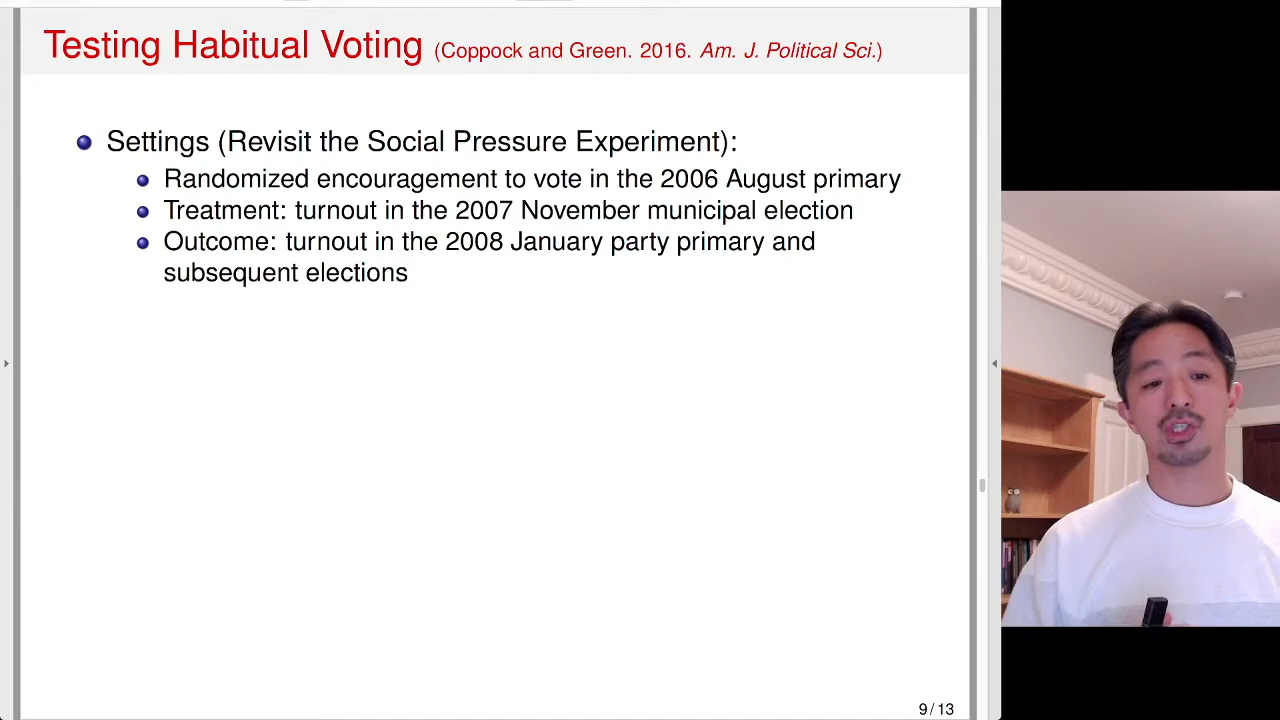 Testing Habitual Voting (Coppock and Green. 2016. Am. J. Political Sci.)
Settings (Revisit the Social Pressure Experiment):
Randomized encouragement to vote in the 2006 August primary
Treatment: turnout in the 2007 November municipal election
Outcome: turnout in the 2008 January party primary and
subsequent elections
9 / 13